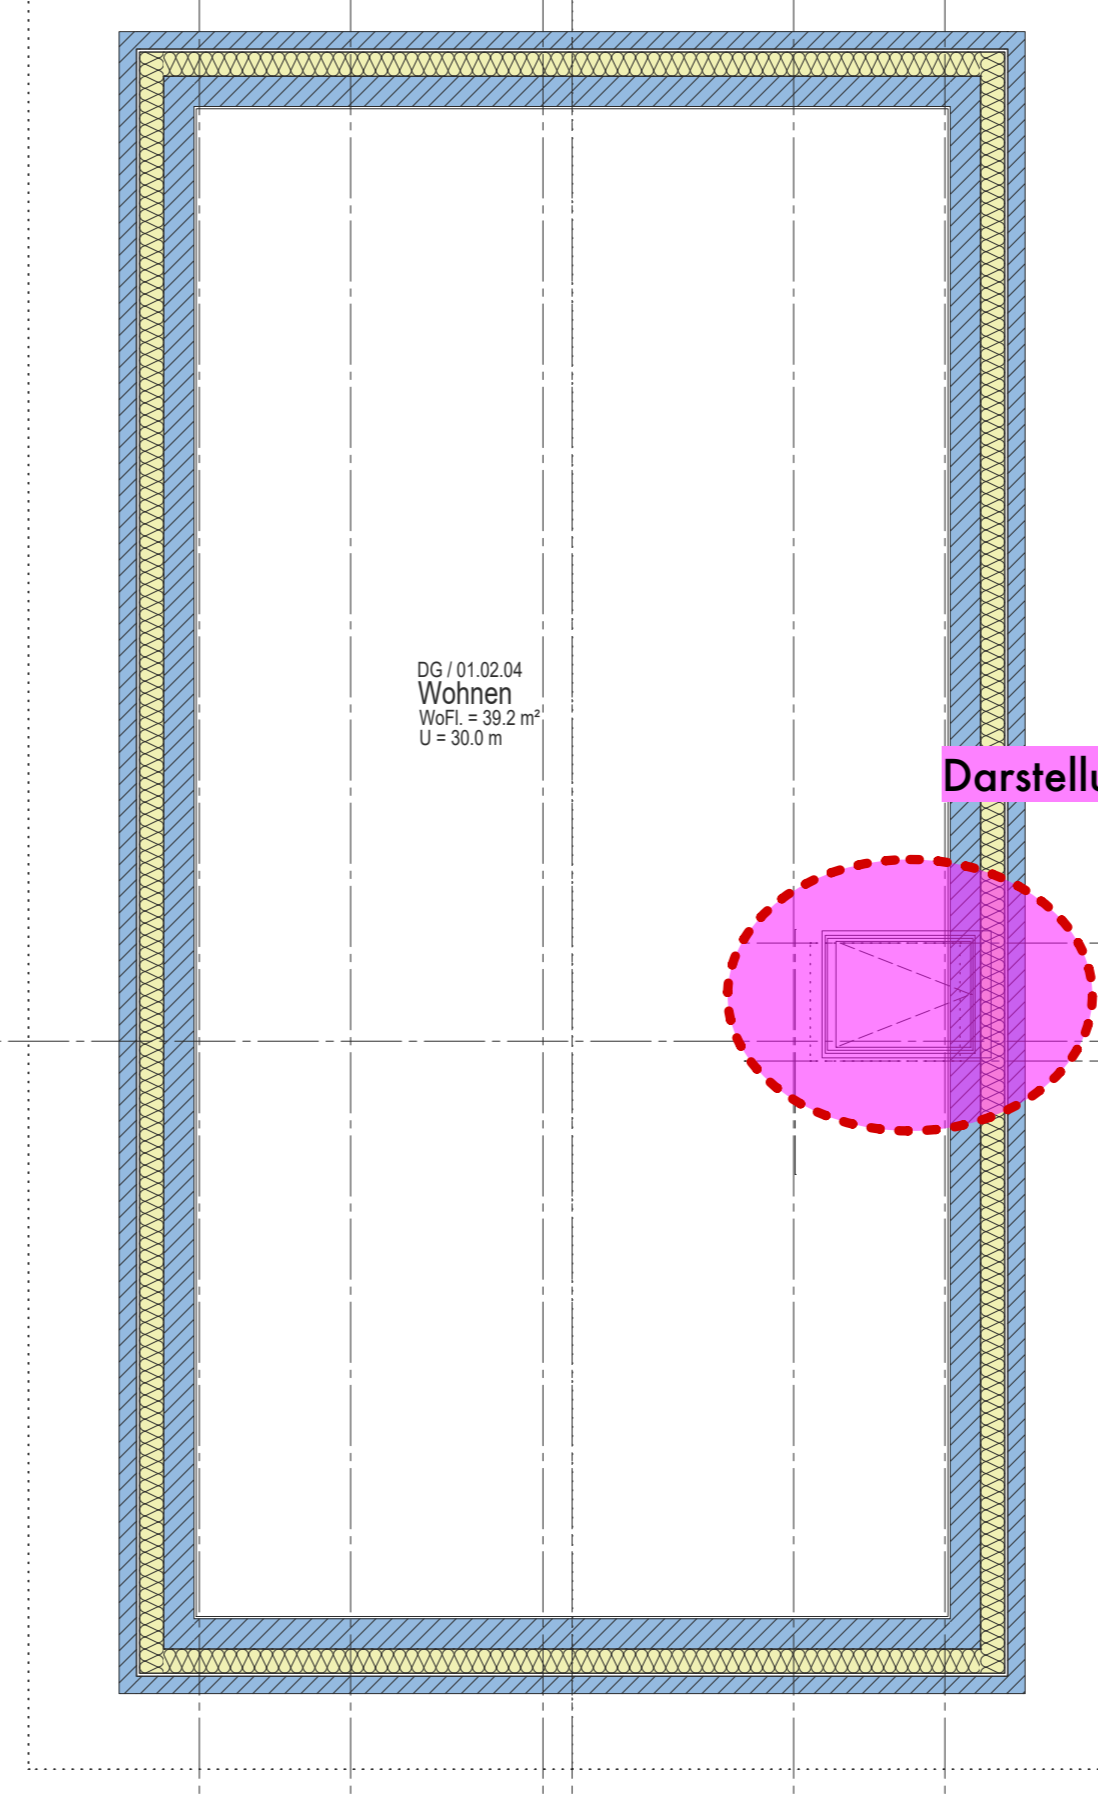 DG / 01.02.04
Wohnen
WoFl. = 39.2 m²
U = 30.0 m
Darstellu